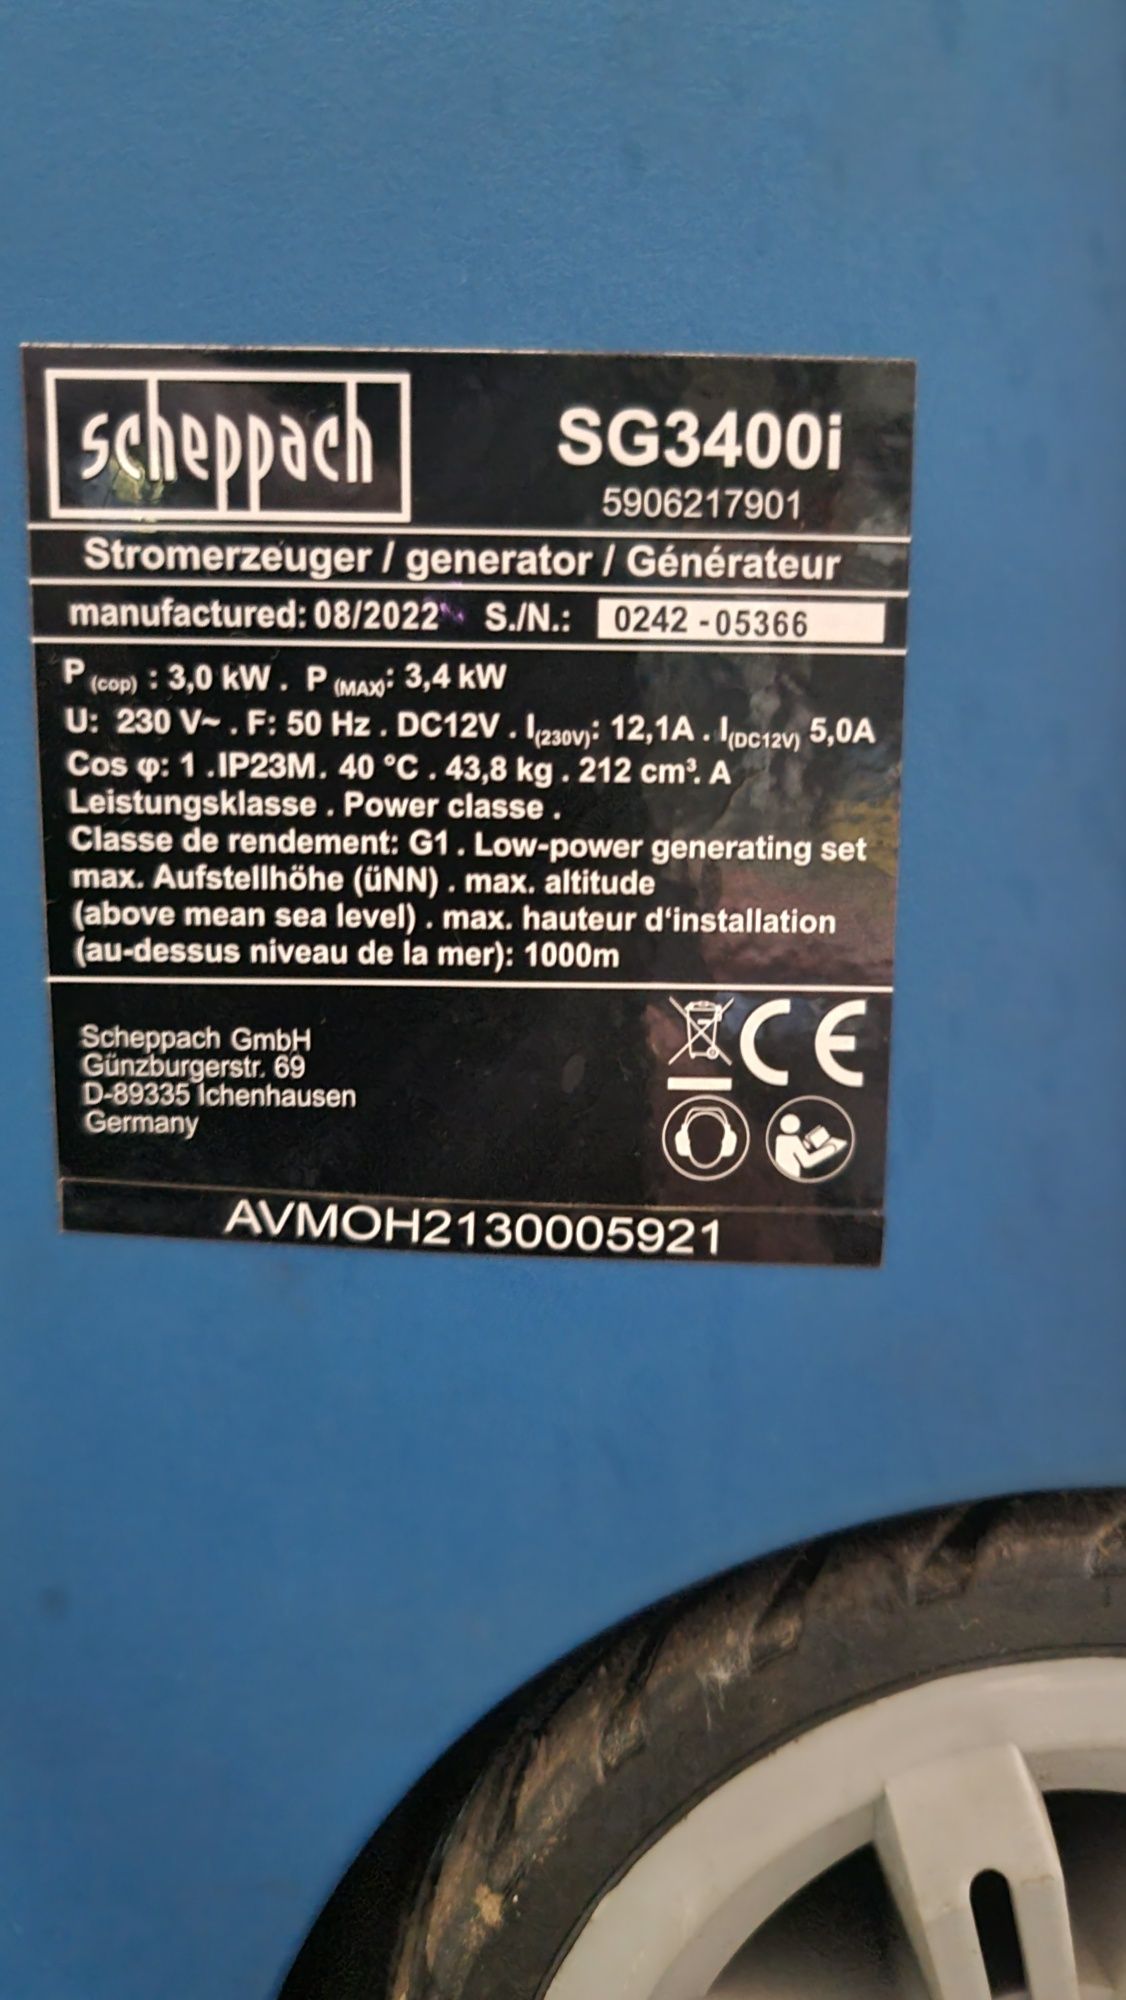 scheppach
SG3400i
5906217901
Stromerzeuger / generator / Générateur
manufactured: 08/2022 S./N.: 0242 -05366
P (cop) : 3,0 kW . P (MAX): 3,4 kW
U: 230 V~ . F: 50 Hz . DC12V . I(230V): 12,1A . I(DC12V) 5,0A
Cos φ: 1 .IP23M. 40 °C . 43,8 kg . 212 cm³. A
Leistungsklasse . Power classe .
Classe de rendement: G1 . Low-power generating set
max. Aufstellhöhe (üNN) . max. altitude
(above mean sea level) . max. hauteur d‘installation
(au-dessus niveau de la mer): 1000m
Scheppach GmbH
Günzburgerstr. 69
D-89335 Ichenhausen
Germany
CE
AVMOH2130005921